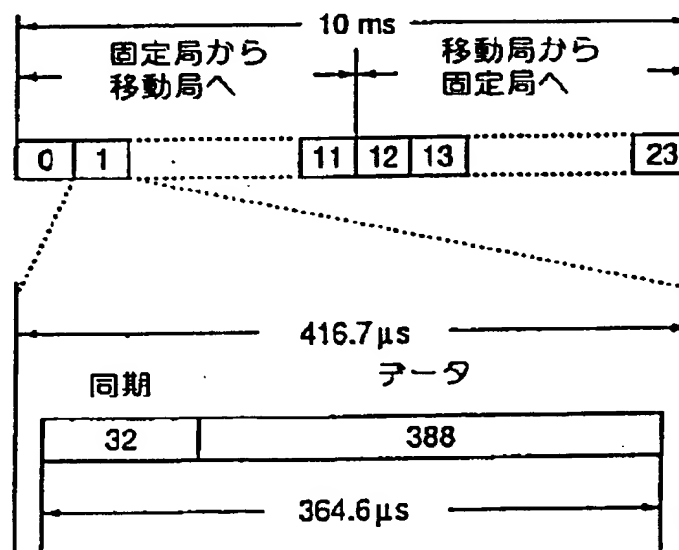 10 ms
固定局から
移動局へ
移動局から
固定局へ
0 1 11 12 13 23
416.7μs
同期 データ
32 388
364.6μs